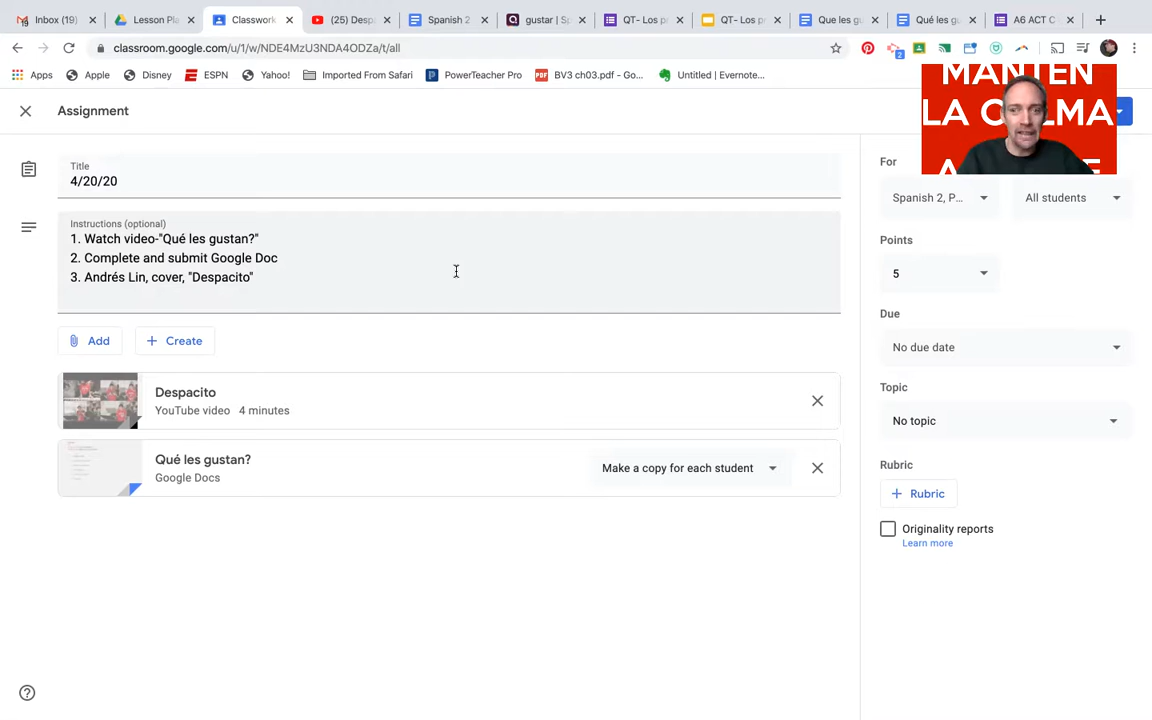 Inbox (19)
Lesson Pl
Classwork
(25) Desp
Spanish 2
gustar | Sp
QT- Los p
QT- Los p
Que les g
Qué les gu
A6 ACT C
classroom.google.com/u/1/w/NDE4MzU3NDA4ODZa/t/all
2
Apps
Apple
Disney
ESPN
Yahoo!
Imported From Safari
PowerTeacher Pro
BV3 ch03.pdf - Go...
Untitled | Evernote...
Assignment
MANTEN
LA
LMA
Title
4/20/20
Instructions (optional)
1. Watch video-"Qué les gustan?"
2. Complete and submit Google Doc
3. Andrés Lin, cover, "Despacito"
Add
Create
Despacito
YouTube video 4 minutes
Qué les gustan?
Google Docs
Make a copy for each student
For
Spanish 2, P...
All students
Points
5
Due
No due date
Topic
No topic
Rubric
Rubric
Originality reports
Learn more